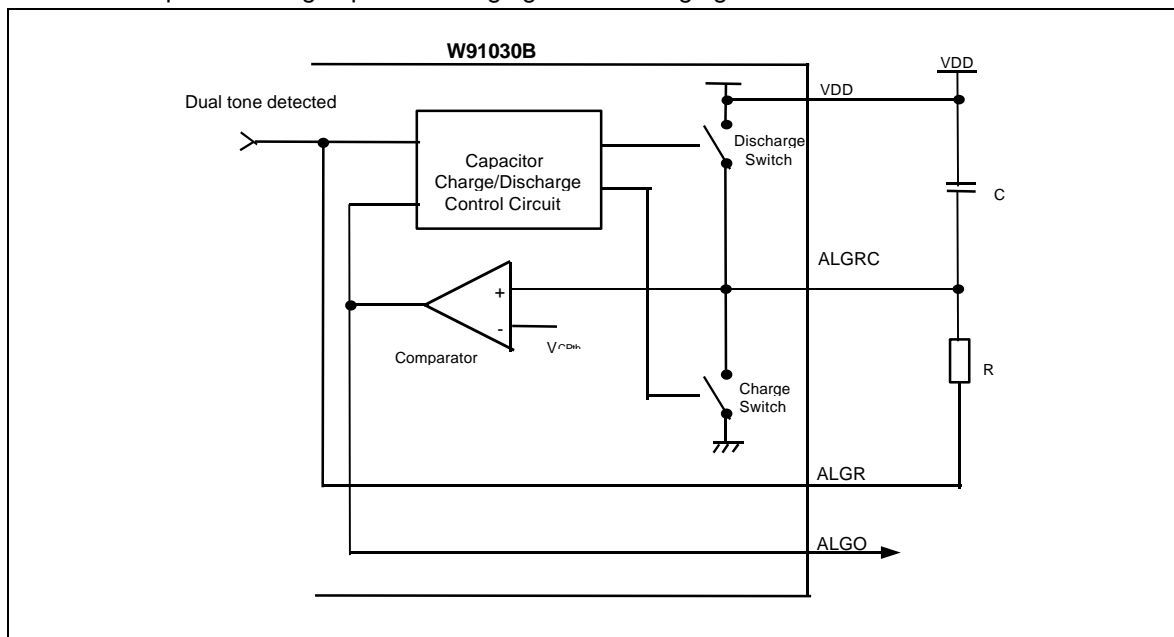 W91030B
VDD
VDD
Dual tone detected
Discharge
Switch
Capacitor
Charge/Discharge
Control Circuit
C
ALGRC
+
-
Comparator
R
Charge
Switch
ALGR
ALGO